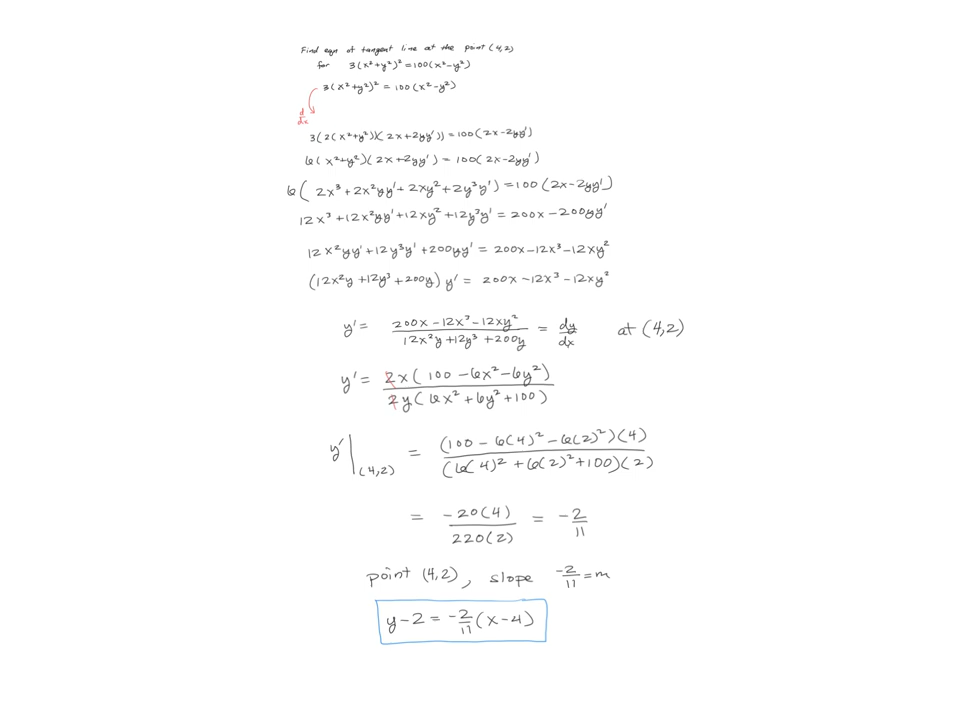 Find eqn of tangent line at the point (4,2)
for 3(x²+y²)²=100(x²-y²)
3(x²+y²)² = 100(x²-y²)
d/dx
3(2(x²+y²)(2x+2yy')) = 100(2x-2yy')
6(x²+y²)(2x+2yy') = 100(2x-2yy')
6(2x³+2x²yy'+2xy²+2y³y') = 100(2x-2yy')
12x³+12x²yy'+12xy²+12y³y' = 200x-200yy'
12x²yy'+12y³y'+200yy' = 200x-12x³-12xy²
(12x²y+12y³+200y)y' = 200x-12x³-12xy²
y' = (200x-12x³-12xy²)/(12x²y+12y³+200y) = dy/dx at (4,2)
y' = 2x(100-6x²-6y²)/2y(6x²+6y²+100)
y'|(4,2) = (100-6(4)²-6(2)²)(4)/(6(4)²+6(2)²+100)(2)
= -20(4)/220(2) = -2/11
point (4,2), slope -2/11=m
y-2 = -2/11(x-4)